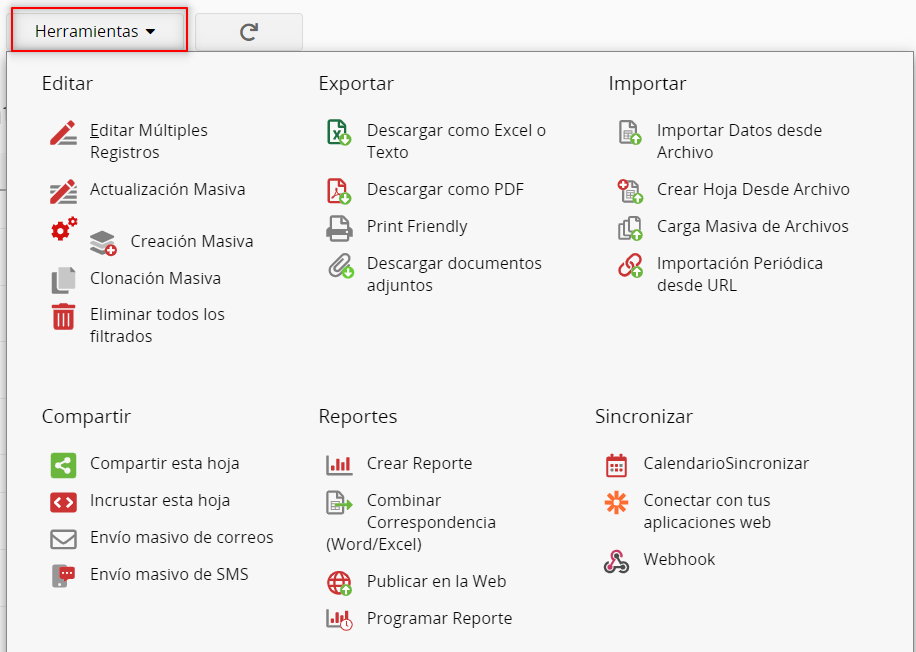 Herramientas
Editar
Editar Múltiples
Registros
Actualización Masiva
Creación Masiva
Clonación Masiva
Eliminar todos los
filtrados
Exportar
Descargar como Excel o
Texto
Descargar como PDF
Print Friendly
Descargar documentos
adjuntos
Importar
Importar Datos desde
Archivo
Crear Hoja Desde Archivo
Carga Masiva de Archivos
Importación Periódica
desde URL
Compartir
Compartir esta hoja
Incrustar esta hoja
Envío masivo de correos
Envío masivo de SMS
Reportes
Crear Reporte
Combinar
Correspondencia
(Word/Excel)
Publicar en la Web
Programar Reporte
Sincronizar
CalendarioSincronizar
Conectar con tus
aplicaciones web
Webhook